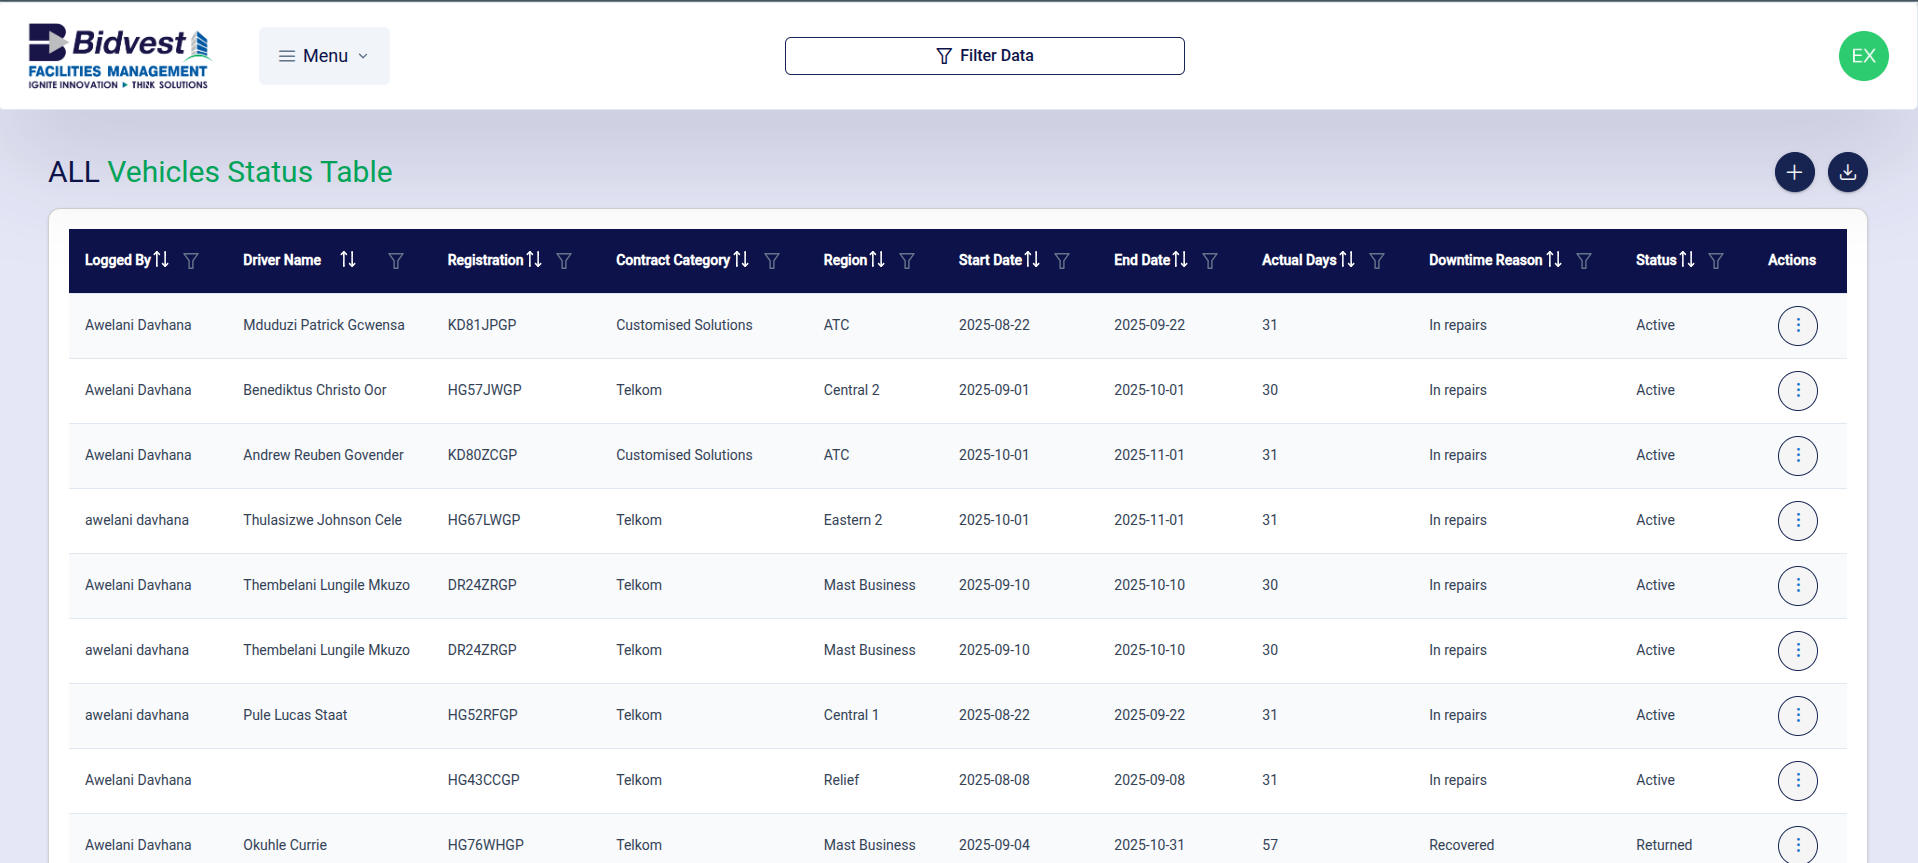 Bidvest
FACILITIES MANAGEMENT
IGNITE INNOVATION ▸ TH!2K SOLUTIONS
Menu
Filter Data
EX
ALL Vehicles Status Table
Logged By Driver Name Registration Contract Category Region Start Date End Date Actual Days Downtime Reason Status Actions
Awelani Davhana Mduduzi Patrick Gcwensa KD81JPGP Customised Solutions ATC 2025-08-22 2025-09-22 31 In repairs Active
Awelani Davhana Benediktus Christo Oor HG57JWGP Telkom Central 2 2025-09-01 2025-10-01 30 In repairs Active
Awelani Davhana Andrew Reuben Govender KD80ZCGP Customised Solutions ATC 2025-10-01 2025-11-01 31 In repairs Active
awelani davhana Thulasizwe Johnson Cele HG67LWGP Telkom Eastern 2 2025-10-01 2025-11-01 31 In repairs Active
Awelani Davhana Thembelani Lungile Mkuzo DR24ZRGP Telkom Mast Business 2025-09-10 2025-10-10 30 In repairs Active
awelani davhana Thembelani Lungile Mkuzo DR24ZRGP Telkom Mast Business 2025-09-10 2025-10-10 30 In repairs Active
awelani davhana Pule Lucas Staat HG52RFGP Telkom Central 1 2025-08-22 2025-09-22 31 In repairs Active
Awelani Davhana HG43CCGP Telkom Relief 2025-08-08 2025-09-08 31 In repairs Active
Awelani Davhana Okuhle Currie HG76WHGP Telkom Mast Business 2025-09-04 2025-10-31 57 Recovered Returned